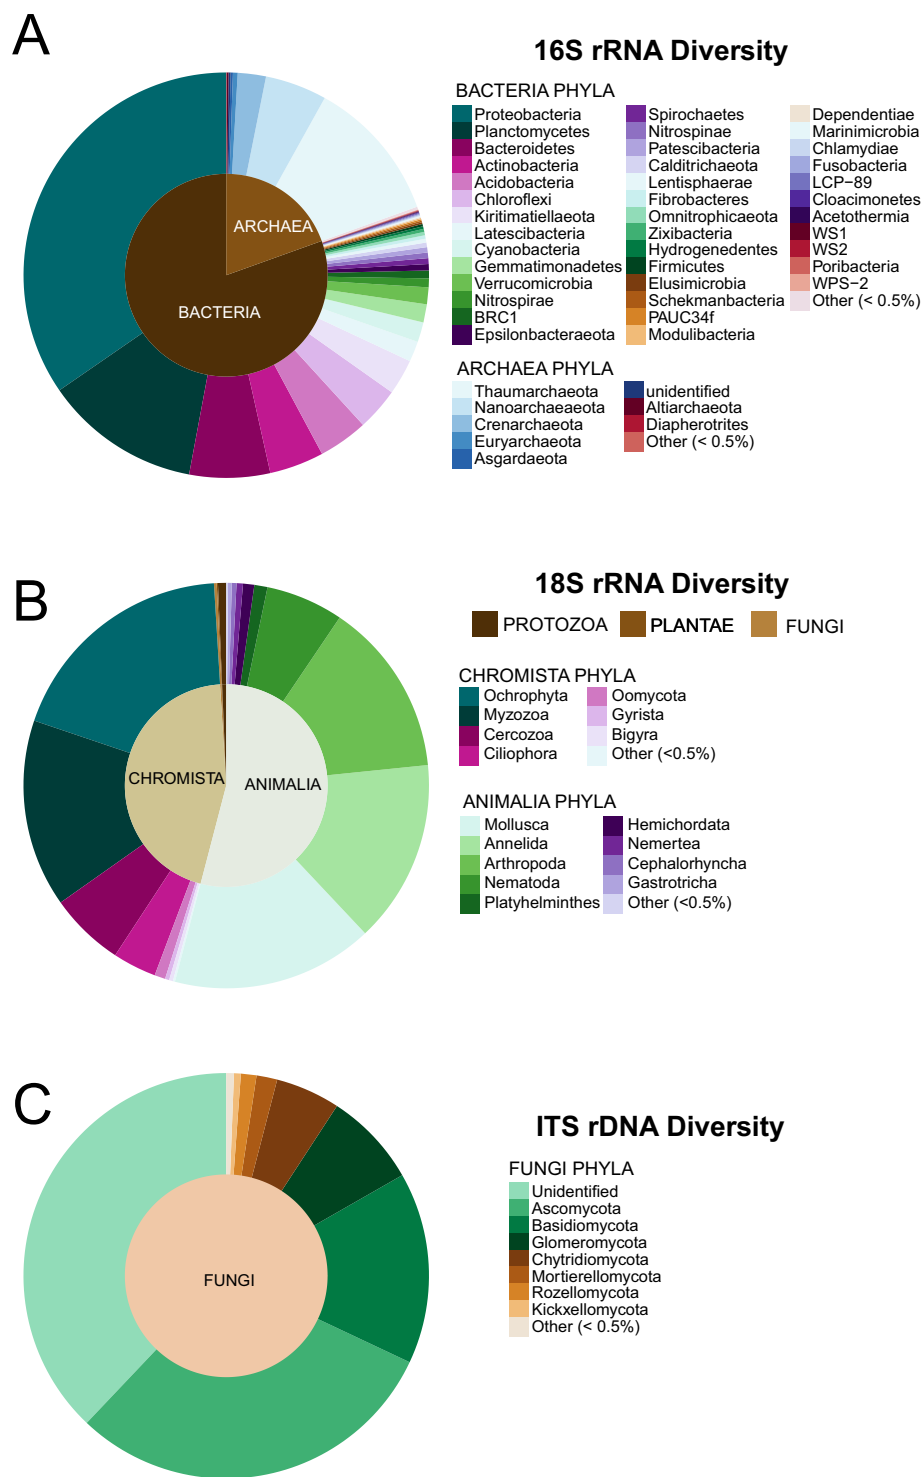 A
16S rRNA Diversity
BACTERIA PHYLA
Proteobacteria
Planctomycetes
Bacteroidetes
Actinobacteria
Acidobacteria
Chloroflexi
Kiritimatiellaeota
Latescibacteria
Cyanobacteria
Gemmatimonadetes
Verrucomicrobia
Nitrospirae
BRC1
Epsilonbacteraeota
Spirochaetes
Nitrospinae
Patescibacteria
Calditrichaeota
Lentisphaerae
Fibrobacteres
Omnitrophicaeota
Zixibacteria
Hydrogenedentes
Firmicutes
Elusimicrobia
Schekmanbacteria
PAUC34f
Modulibacteria
Dependentiae
Marinimicrobia
Chlamydiae
Fusobacteria
LCP−89
Cloacimonetes
Acetothermia
WS1
WS2
Poribacteria
WPS−2
Other (< 0.5%)
ARCHAEA
BACTERIA
ARCHAEA PHYLA
Thaumarchaeota
Nanoarchaeaeota
Crenarchaeota
Euryarchaeota
Asgardaeota
unidentified
Altiarchaeota
Diapherotrites
Other (< 0.5%)
B
18S rRNA Diversity
PROTOZOA
PLANTAE
FUNGI
CHROMISTA PHYLA
Ochrophyta
Myzozoa
Cercozoa
Ciliophora
Oomycota
Gyrista
Bigyra
Other (<0.5%)
CHROMISTA
ANIMALIA
ANIMALIA PHYLA
Mollusca
Annelida
Arthropoda
Nematoda
Platyhelminthes
Hemichordata
Nemertea
Cephalorhyncha
Gastrotricha
Other (<0.5%)
C
ITS rDNA Diversity
FUNGI PHYLA
Unidentified
Ascomycota
Basidiomycota
Glomeromycota
Chytridiomycota
Mortierellomycota
Rozellomycota
Kickxellomycota
Other (< 0.5%)
FUNGI